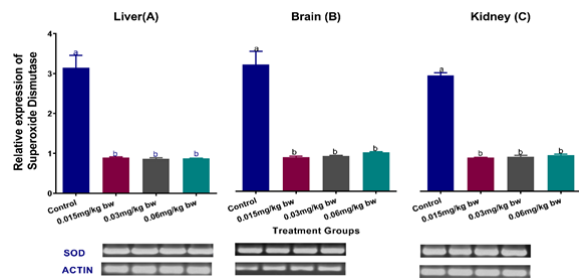 Liver(A)
Brain (B)
Kidney (C)
Relative expression of
Superoxide Dismutase
4
3
2
1
0
a
b
b
b
a
b
b
b
a
b
b
b
Control
0.015mg/kg bw
0.03mg/kg bw
0.06mg/kg bw
Control
0.015mg/kg bw
0.03mg/kg bw
0.06mg/kg bw
Control
0.015mg/kg bw
0.03mg/kg bw
0.06mg/kg bw
Treatment Groups
SOD
ACTIN